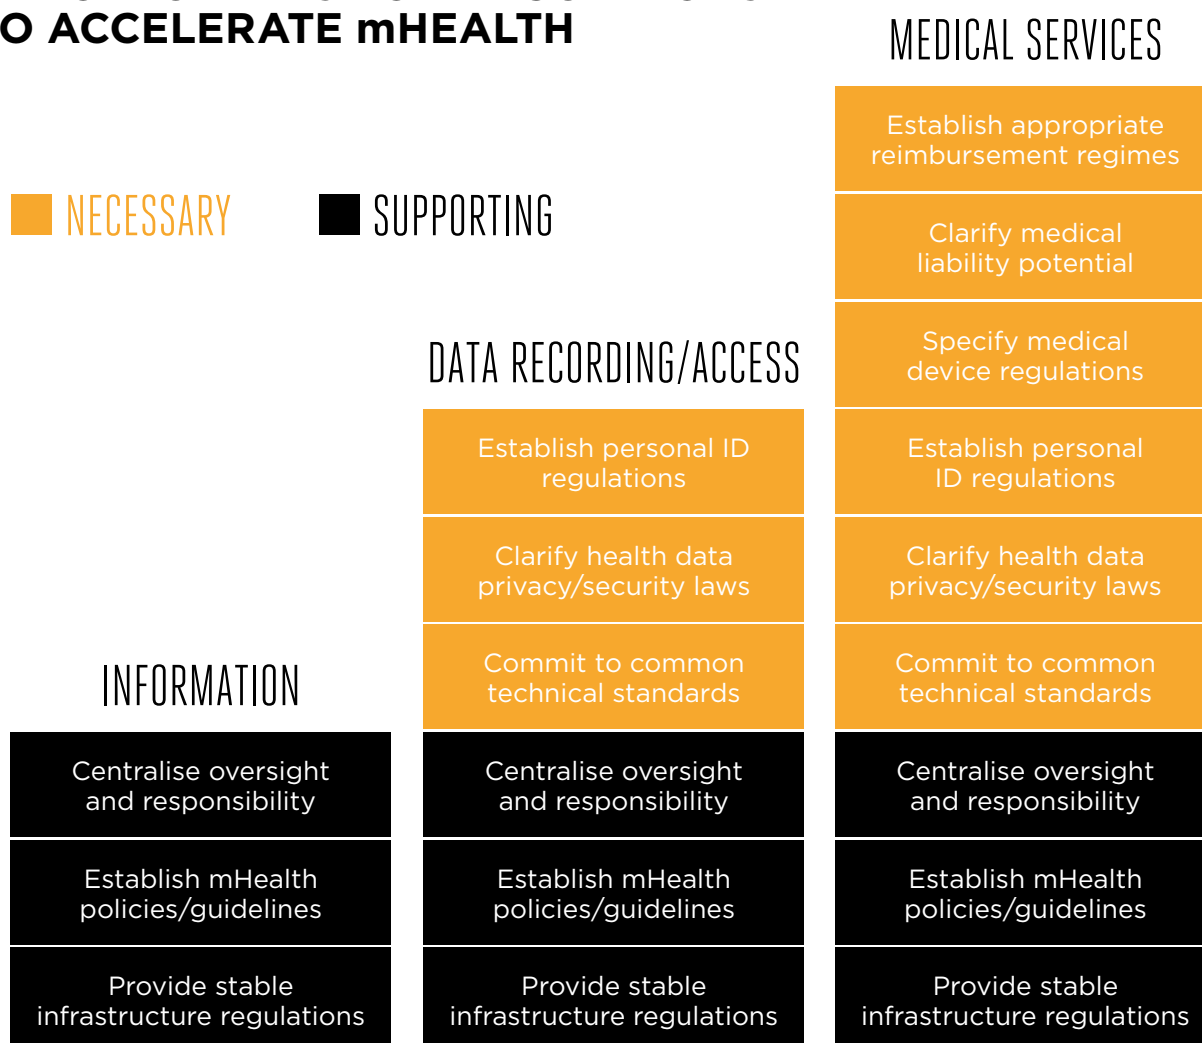 O ACCELERATE mHEALTH
NECESSARY
SUPPORTING
INFORMATION
Centralise oversight
and responsibility
Establish mHealth
policies/guidelines
Provide stable
infrastructure regulations
DATA RECORDING/ACCESS
Establish personal ID
regulations
Clarify health data
privacy/security laws
Commit to common
technical standards
Centralise oversight
and responsibility
Establish mHealth
policies/guidelines
Provide stable
infrastructure regulations
MEDICAL SERVICES
Establish appropriate
reimbursement regimes
Clarify medical
liability potential
Specify medical
device regulations
Establish personal
ID regulations
Clarify health data
privacy/security laws
Commit to common
technical standards
Centralise oversight
and responsibility
Establish mHealth
policies/guidelines
Provide stable
infrastructure regulations